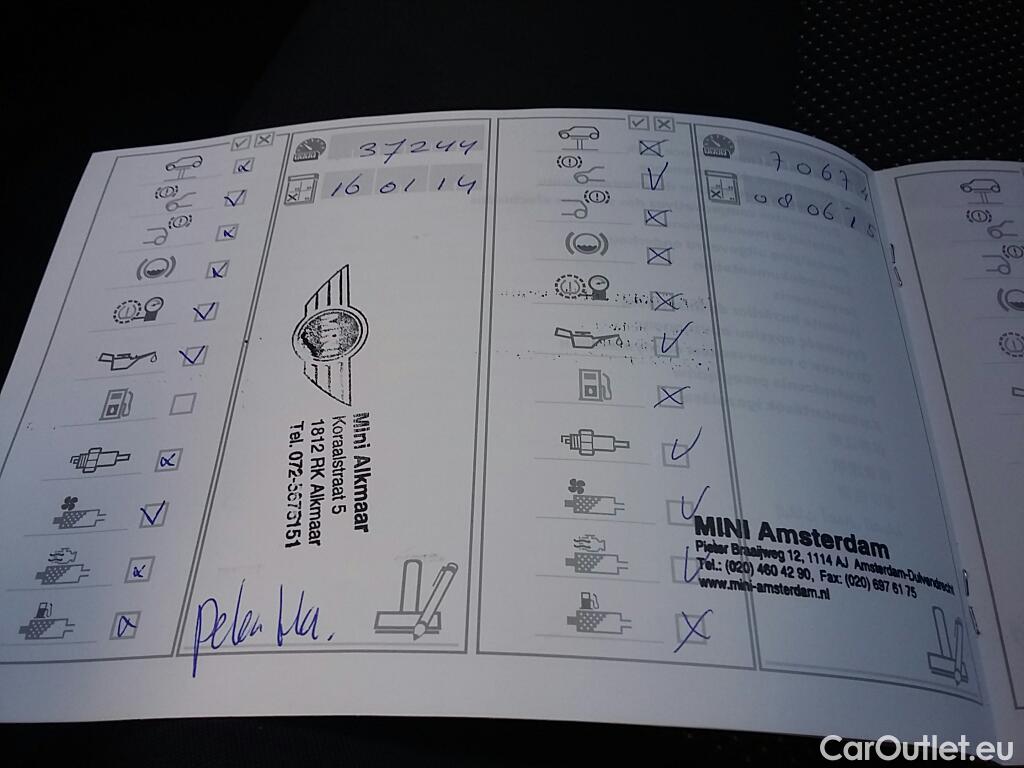 37244
16 01 14
Mini Alkmaar
Koraalstraat 5
1812 RK Alkmaar
Tel. 072-5675151
08 06 15
MINI Amsterdam
Pieter Braaijweg 12, 1114 AJ Amsterdam-Duivendrecht
Tel.: (020) 460 42 90, Fax: (020) 697 61 75
www.mini-amsterdam.nl
CarOutlet.eu